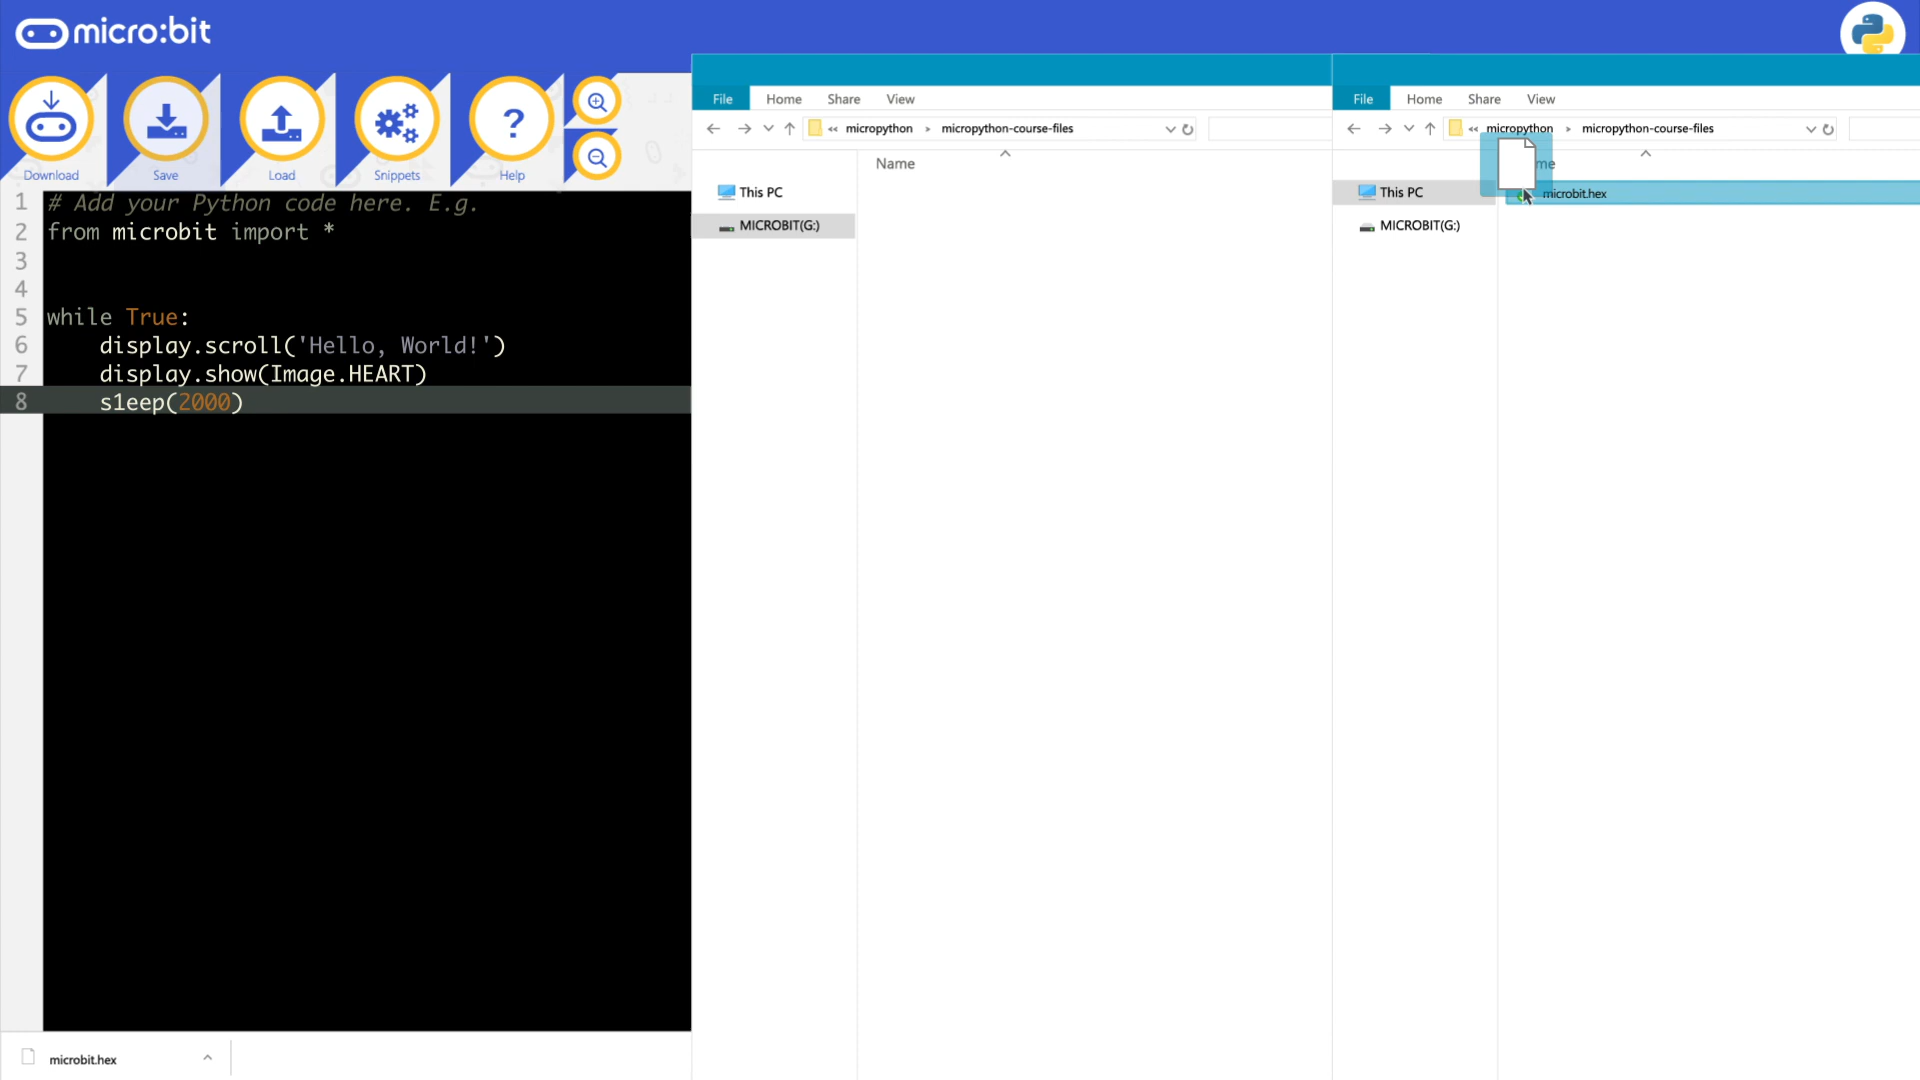 micro:bit
Download
Save
Load
Snippets
? Help
1 # Add your Python code here. E.g.
2 from microbit import *
3
4
5 while True:
6 display.scroll('Hello, World!')
7 display.show(Image.HEART)
8 s1eep(2000)
microbit.hex
File Home Share View
« micropython > micropython-course-files
Name
This PC
MICROBIT(G:)
File Home Share View
« micropython > micropython-course-files
me
This PC
microbit.hex
MICROBIT(G:)